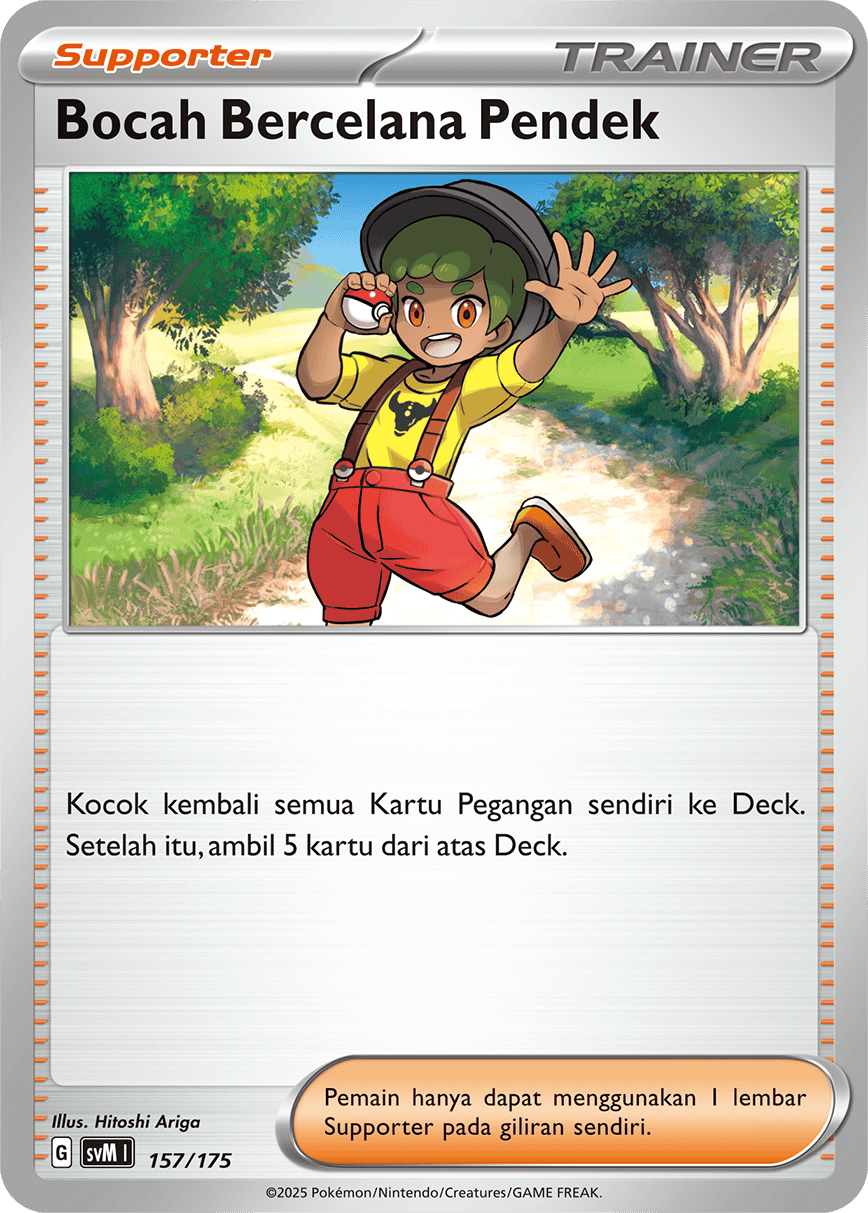 Supporter TRAINER
Bocah Bercelana Pendek
Kocok kembali semua Kartu Pegangan sendiri ke Deck.
Setelah itu, ambil 5 kartu dari atas Deck.
Pemain hanya dapat menggunakan 1 lembar
Supporter pada giliran sendiri.
Illus. Hitoshi Ariga
G svM I 157/175
©2025 Pokémon/Nintendo/Creatures/GAME FREAK.